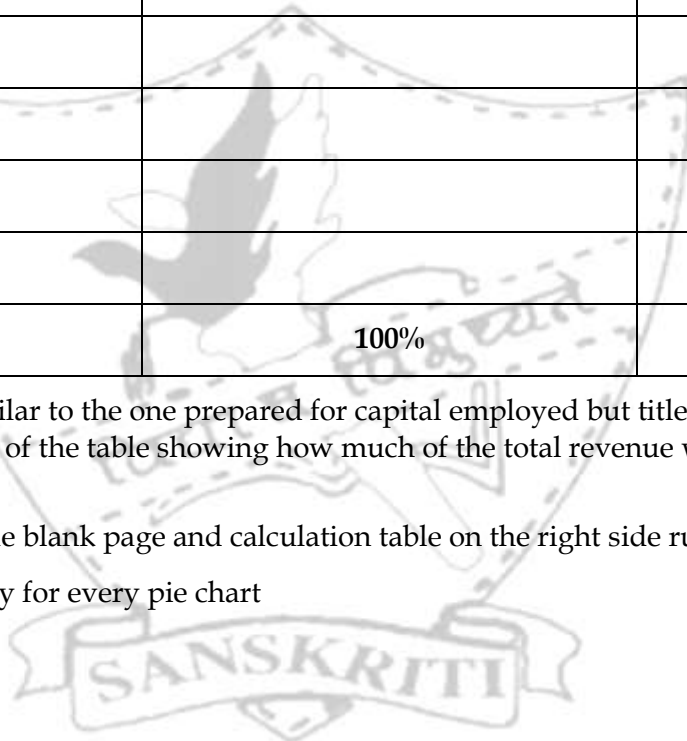 100%
ilar to the one prepared for capital employed but title
of the table showing how much of the total revenue w
e blank page and calculation table on the right side ru
y for every pie chart
SANSKRITI